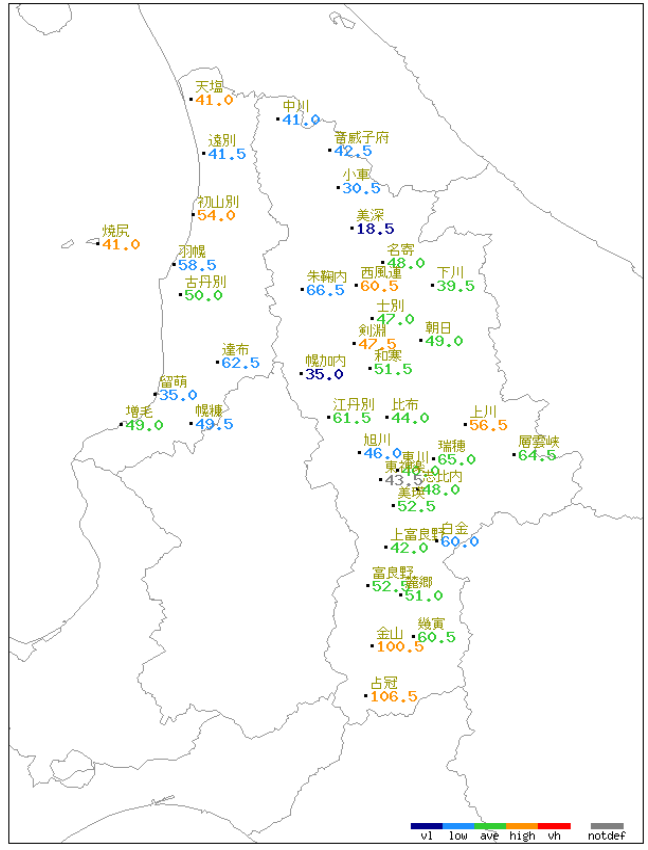 天塩
41.0
中川
41.0
遠別
41.5
音威子府
42.5
小車
30.5
初山別
54.0
美深
18.5
焼尻
41.0
羽幌
58.5
名寄
48.0
古丹別
50.0
朱鞠内
66.5
西風連
60.5
下川
39.5
士別
47.0
剣淵
47.5
朝日
49.0
達布
62.5
幌加内
35.0
和寒
51.5
留萌
35.0
増毛
49.0
幌糠
49.5
江丹別
61.5
比布
44.0
上川
56.5
旭川
46.0
瑞穂
65.0
層雲峡
64.5
東川
43.5
志比内
48.0
美瑛
52.5
上富良野
42.0
白金
60.0
富良野
52.5
麓郷
51.0
幾寅
60.5
金山
100.5
占冠
106.5
vl low ave high vh notdef